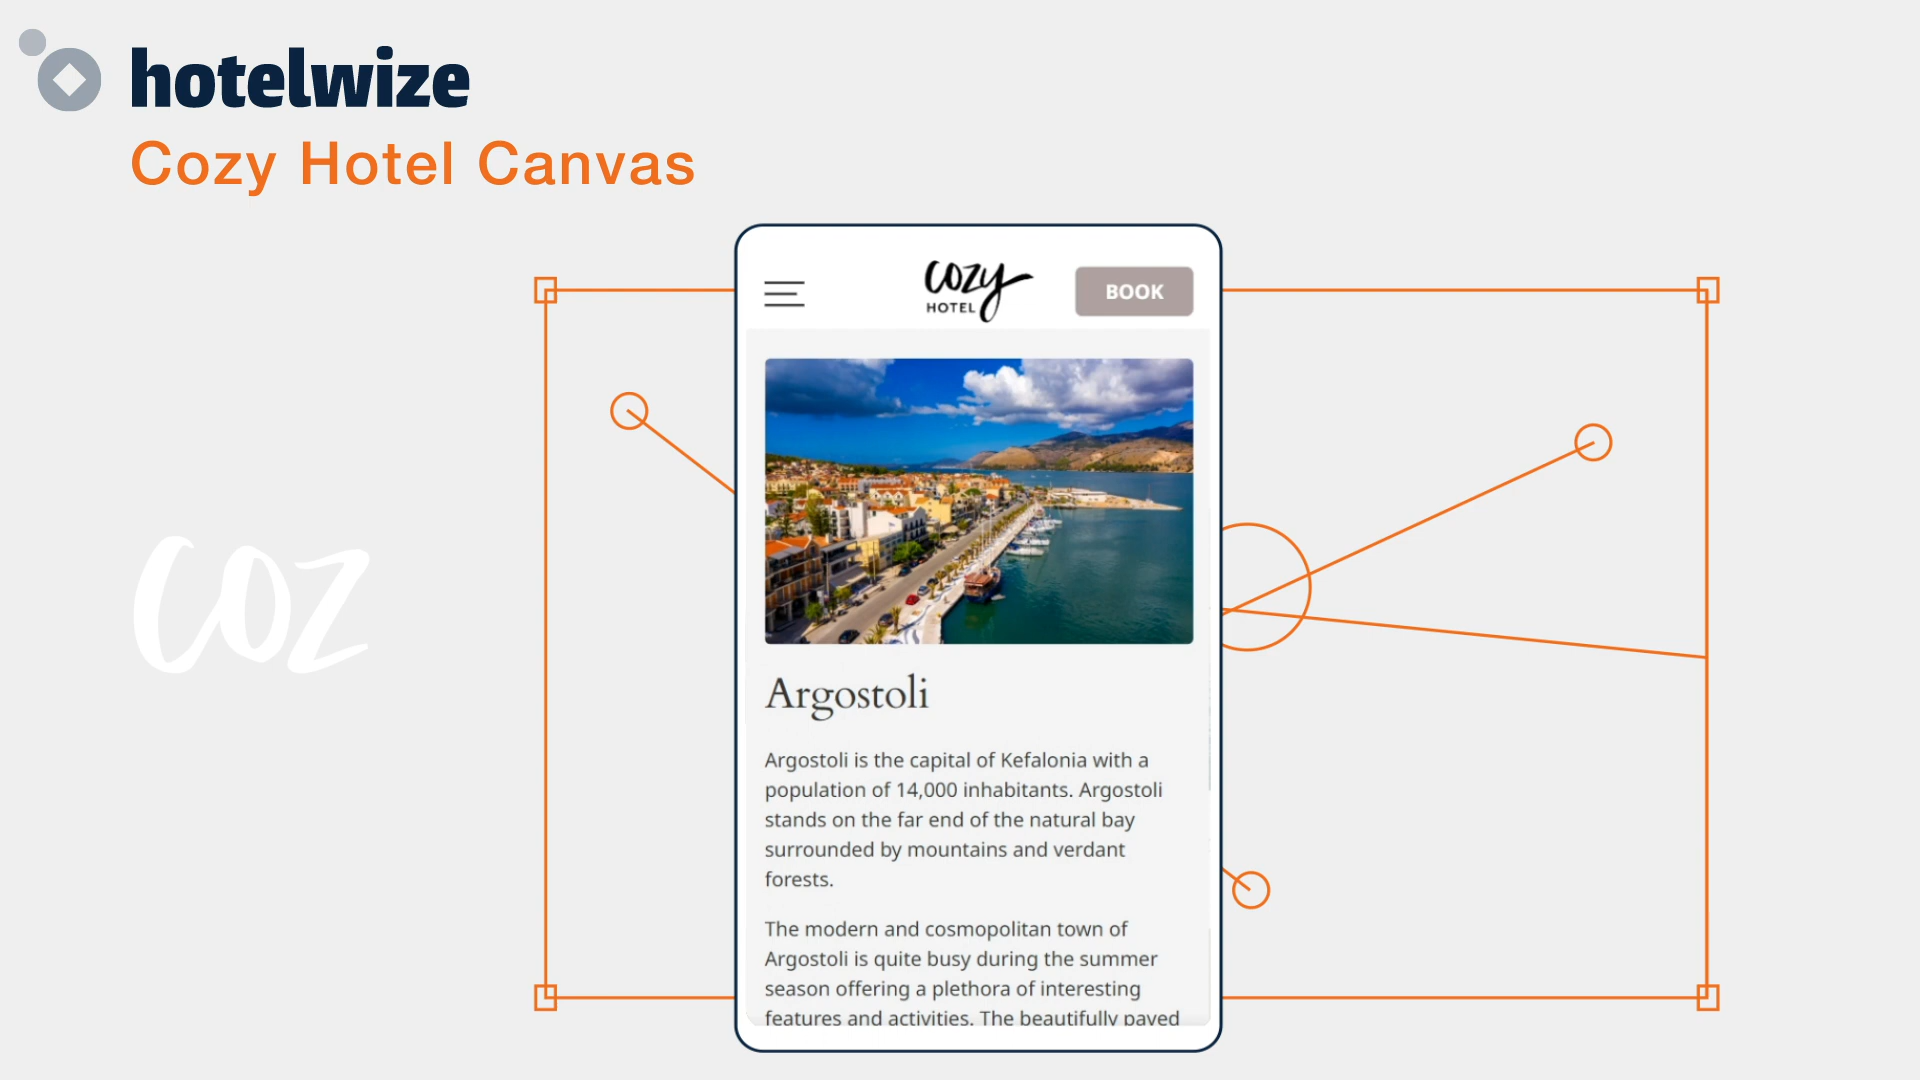 hotelwize
Cozy Hotel Canvas
cozy
HOTEL
BOOK
coz
Argostoli
Argostoli is the capital of Kefalonia with a
population of 14,000 inhabitants. Argostoli
stands on the far end of the natural bay
surrounded by mountains and verdant
forests.
The modern and cosmopolitan town of
Argostoli is quite busy during the summer
season offering a plethora of interesting
features and activities. The beautifully paved